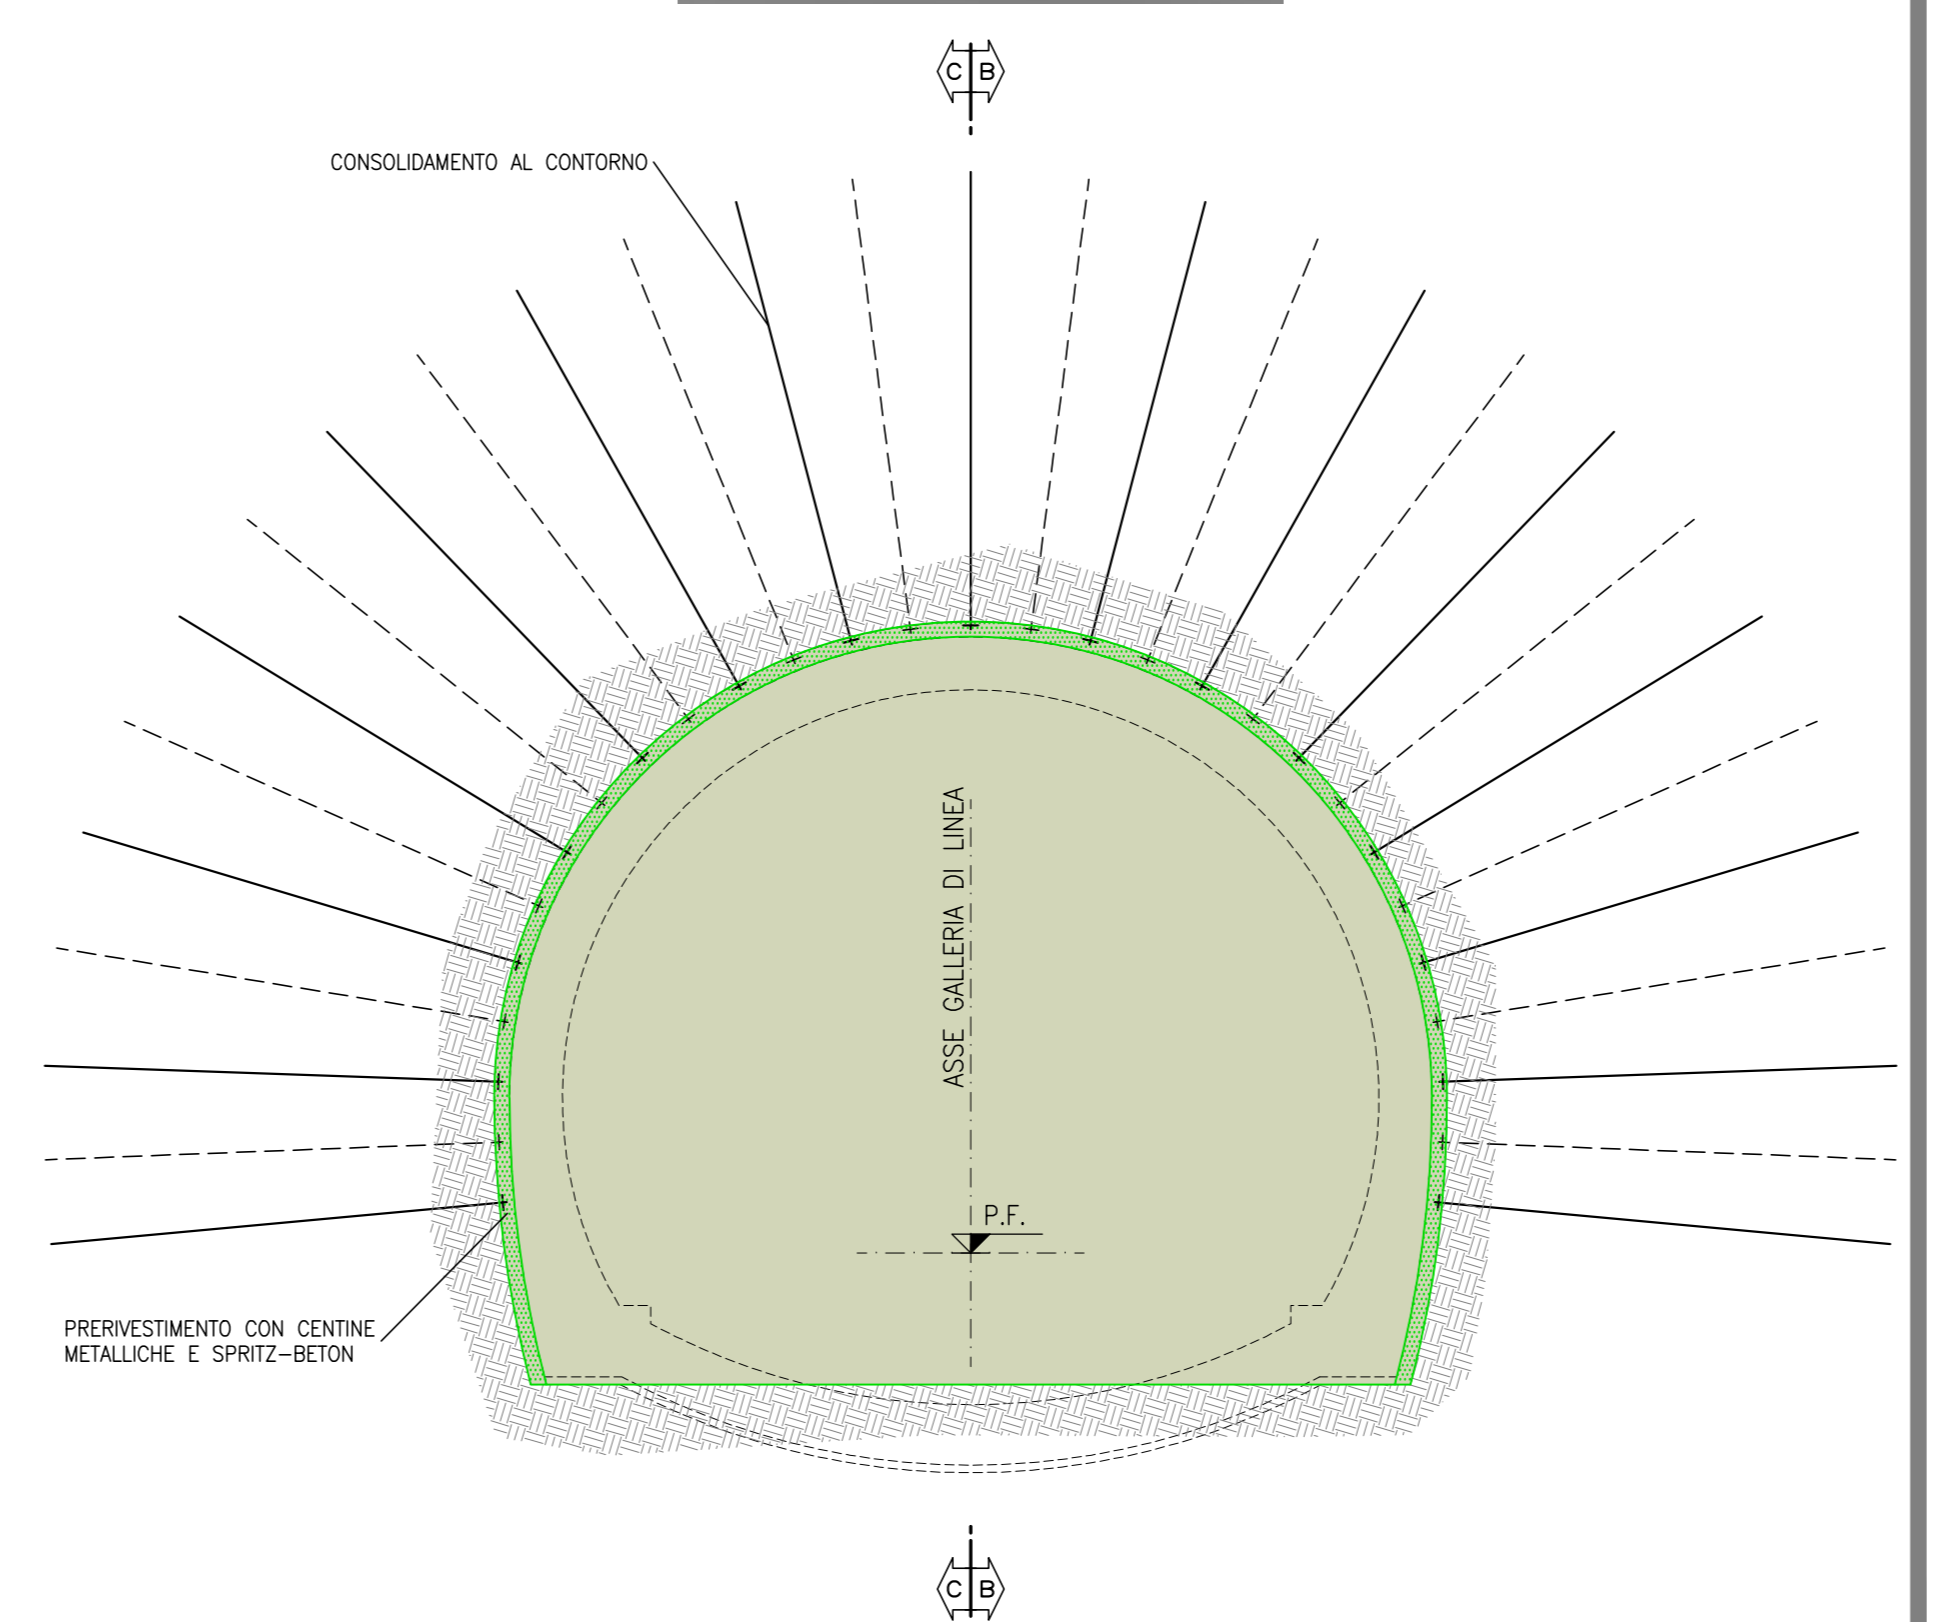 C B
CONSOLIDAMENTO AL CONTORNO
ASSE GALLERIA DI LINEA
P.F.
PRERIVESTIMENTO CON CENTINE
METALLICHE E SPRITZ-BETON
C B